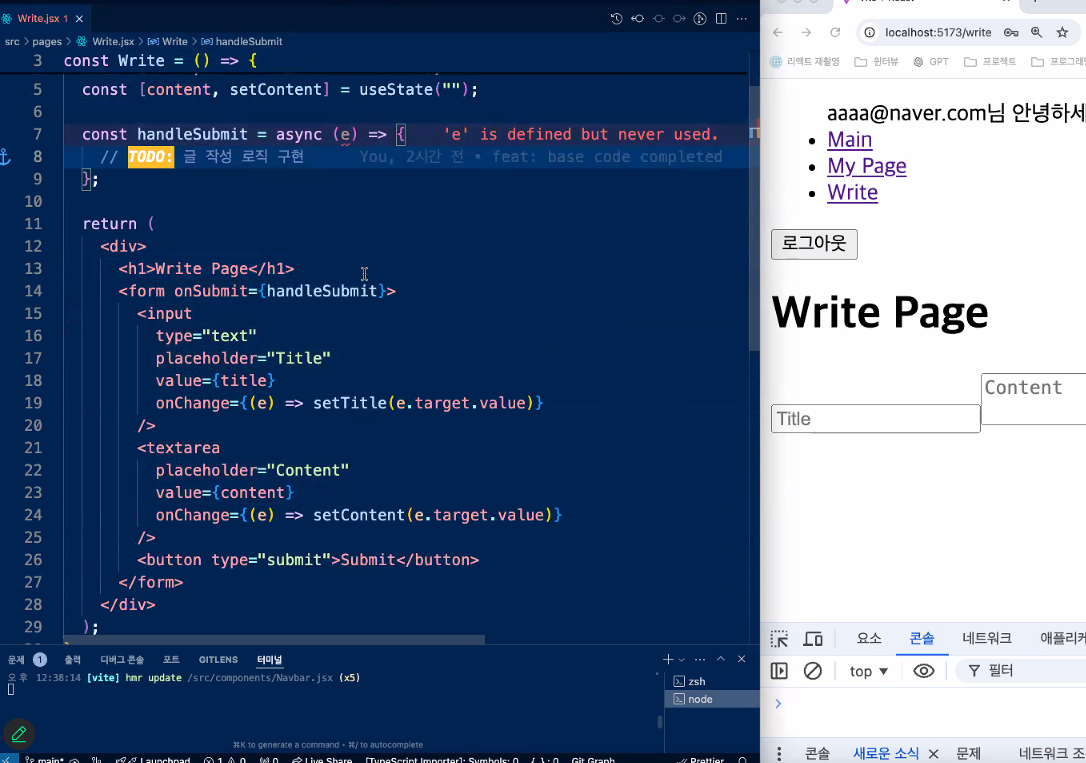 Write.jsx 1
src > pages > Write.jsx > Write > handleSubmit
3 const Write = () => {
5 const [content, setContent] = useState("");
6
7 const handleSubmit = async (e) => { 'e' is defined but never used.
8 // TODO: 글 작성 로직 구현 You, 2시간 전 • feat: base code completed
9 };
10
11 return (
12 <div>
13 <h1>Write Page</h1>
14 <form onSubmit={handleSubmit}>
15 <input
16 type="text"
17 placeholder="Title"
18 value={title}
19 onChange={(e) => setTitle(e.target.value)}
20 />
21 <textarea
22 placeholder="Content"
23 value={content}
24 onChange={(e) => setContent(e.target.value)}
25 />
26 <button type="submit">Submit</button>
27 </form>
28 </div>
29 );
문제 1 출력 디버그 콘솔 포트 GITLENS 터미널
오후 12:38:14 [vite] hmr update /src/components/Navbar.jsx (x5)
zsh
node
⌘K to generate a command • ⌘/ to autocomplete
main* Launchpad 1 0 0 Live Share [TypeScript Importer]: Symbols: 0 { .. } : 0 Git Graph Prettier
localhost:5173/write
리액트 재촬영 윈터뷰 GPT 프로젝트
aaaa@naver.com님 안녕하세
Main
My Page
Write
로그아웃
Write Page
Content
Title
요소 콘솔 네트워크 애플리케
top 필터
콘솔 새로운 소식 문제 네트워크 조